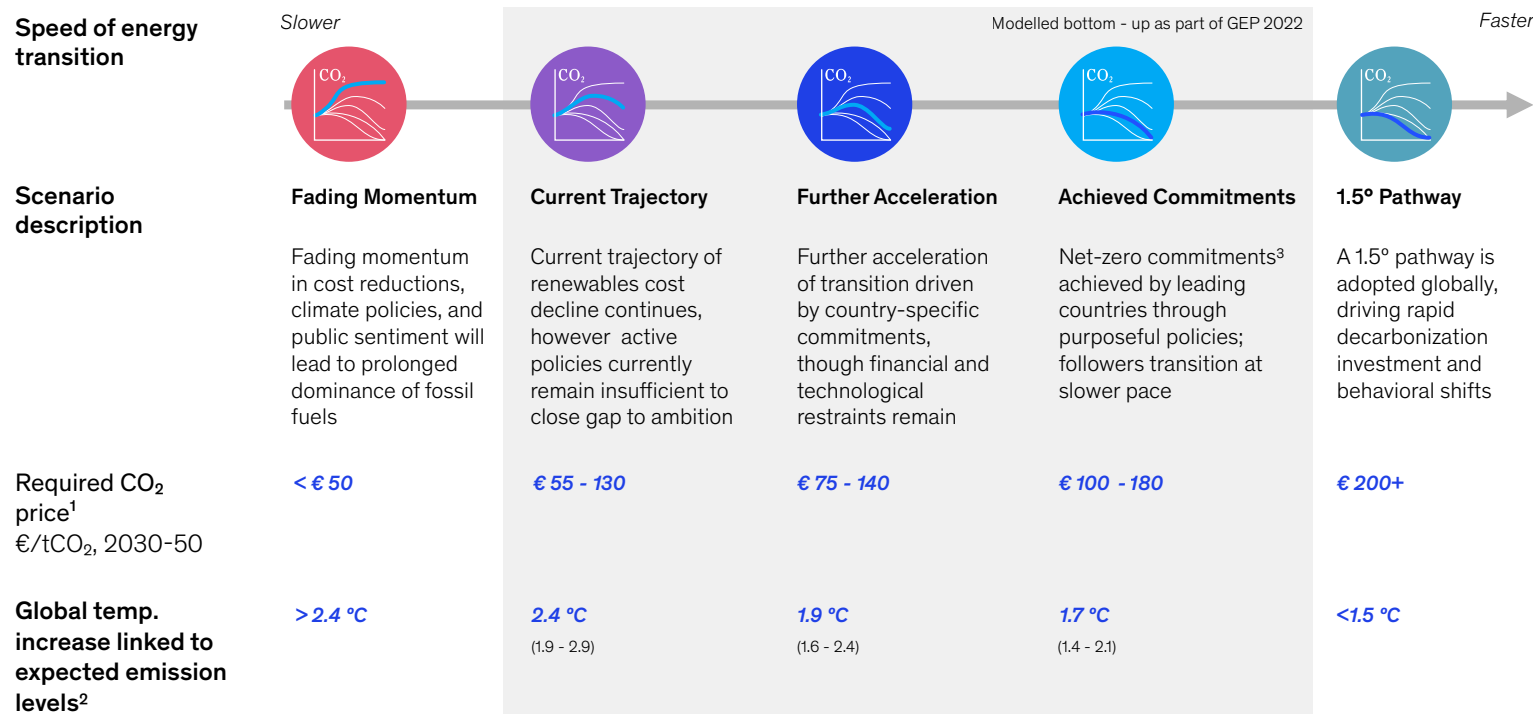 Speed of energy
transition
Slower
Modelled bottom - up as part of GEP 2022
Faster
CO₂
CO₂
CO₂
CO₂
CO₂
Scenario
description
Fading Momentum
Fading momentum
in cost reductions,
climate policies, and
public sentiment will
lead to prolonged
dominance of fossil
fuels
Current Trajectory
Current trajectory of
renewables cost
decline continues,
however  active
policies currently
remain insufficient to
close gap to ambition
Further Acceleration
Further acceleration
of transition driven
by country-specific
commitments,
though financial and
technological
restraints remain
Achieved Commitments
Net-zero commitments³
achieved by leading
countries through
purposeful policies;
followers transition at
slower pace
1.5º Pathway
A 1.5º pathway is
adopted globally,
driving rapid
decarbonization
investment and
behavioral shifts
Required CO₂
price¹
€/tCO₂, 2030-50
< € 50
€ 55 - 130
€ 75 - 140
€ 100 - 180
€ 200+
Global temp.
increase linked to
expected emission
levels²
> 2.4 ºC
2.4 ºC
(1.9 - 2.9)
1.9 ºC
(1.6 - 2.4)
1.7 ºC
(1.4 - 2.1)
<1.5 ºC